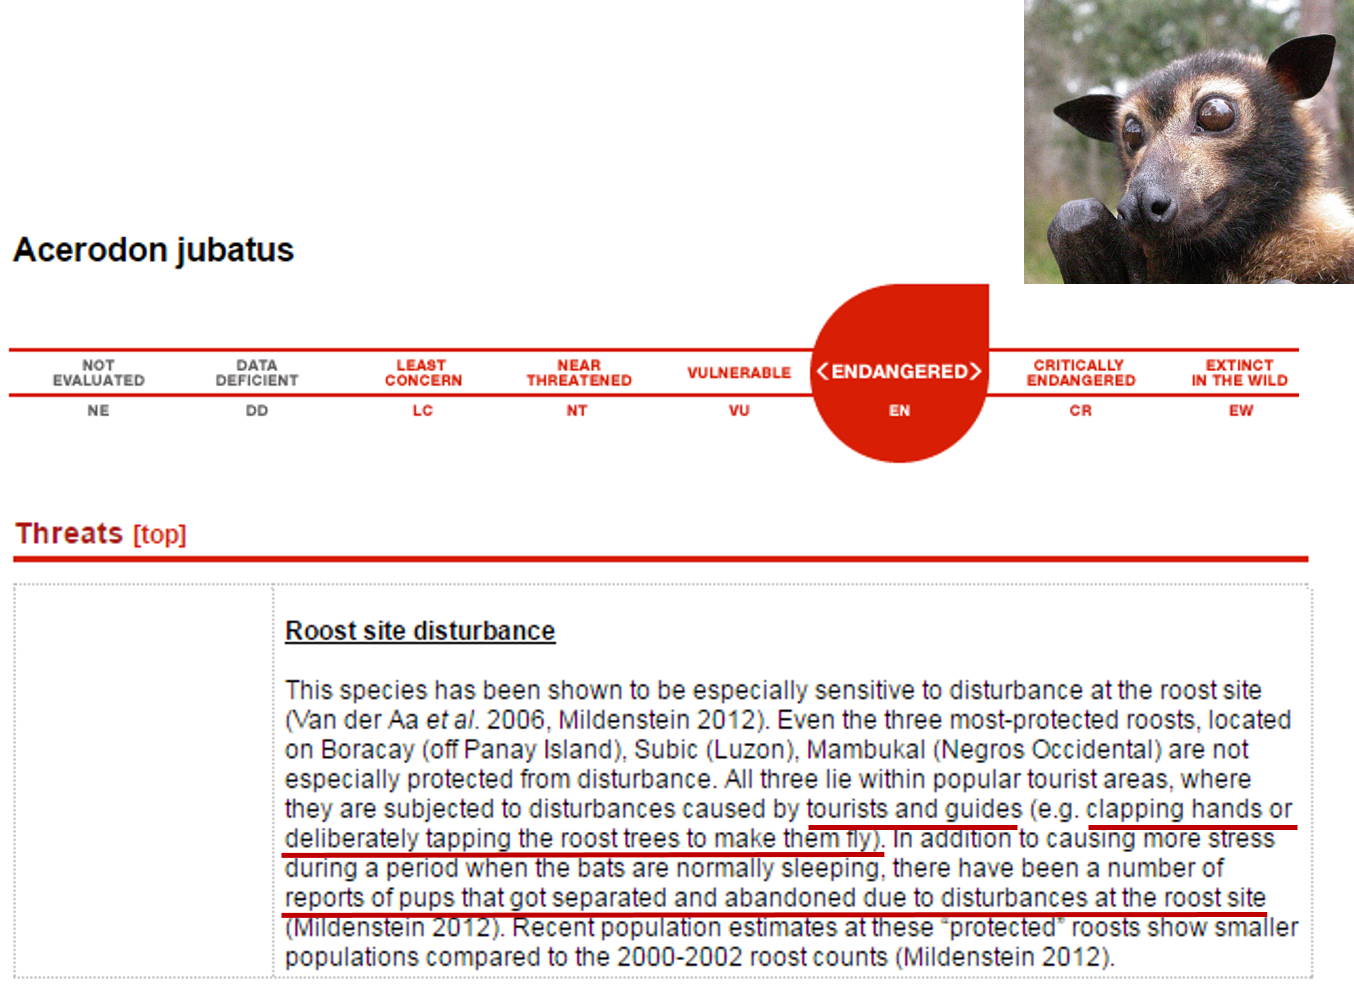 Acerodon jubatus
NOT EVALUATED
DATA DEFICIENT
LEAST CONCERN
NEAR THREATENED
VULNERABLE
<ENDANGERED>
CRITICALLY ENDANGERED
EXTINCT IN THE WILD
NE
DD
LC
NT
VU
EN
CR
EW
Threats [top]
Roost site disturbance
This species has been shown to be especially sensitive to disturbance at the roost site
(Van der Aa et al. 2006, Mildenstein 2012). Even the three most-protected roosts, located
on Boracay (off Panay Island), Subic (Luzon), Mambukal (Negros Occidental) are not
especially protected from disturbance. All three lie within popular tourist areas, where
they are subjected to disturbances caused by tourists and guides (e.g. clapping hands or
deliberately tapping the roost trees to make them fly). In addition to causing more stress
during a period when the bats are normally sleeping, there have been a number of
reports of pups that got separated and abandoned due to disturbances at the roost site
(Mildenstein 2012). Recent population estimates at these “protected” roosts show smaller
populations compared to the 2000-2002 roost counts (Mildenstein 2012).